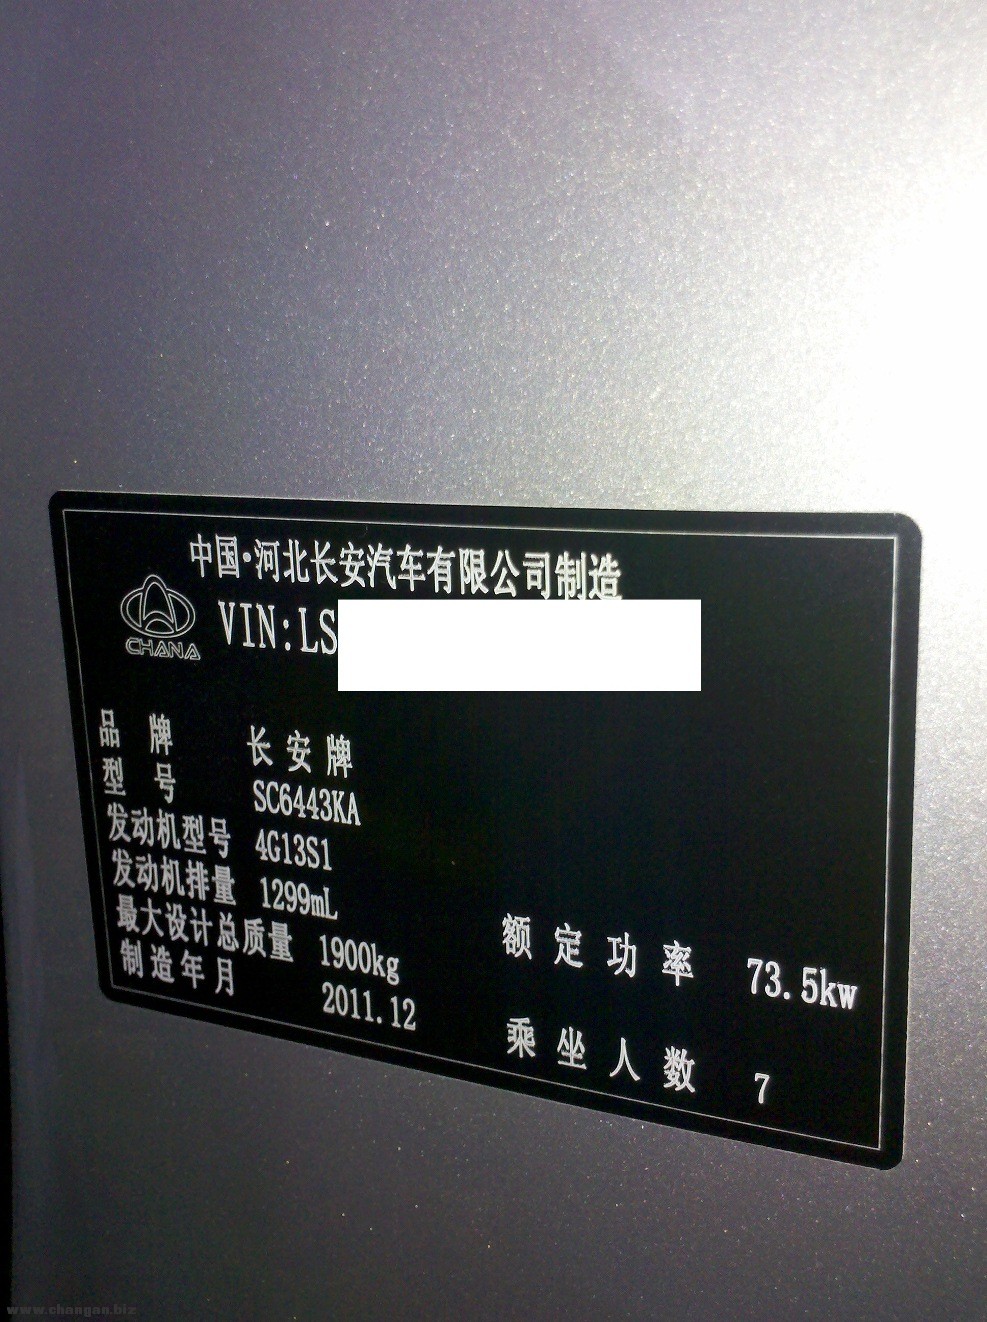 中国·河北长安汽车有限公司制造
CHANA
VIN:LS
品牌 长安牌
型号 SC6443KA
发动机型号 4G13S1
发动机排量 1299mL
最大设计总质量 1900kg 额定功率 73.5kw
制造年月 2011.12 乘坐人数 7
www.changan.biz